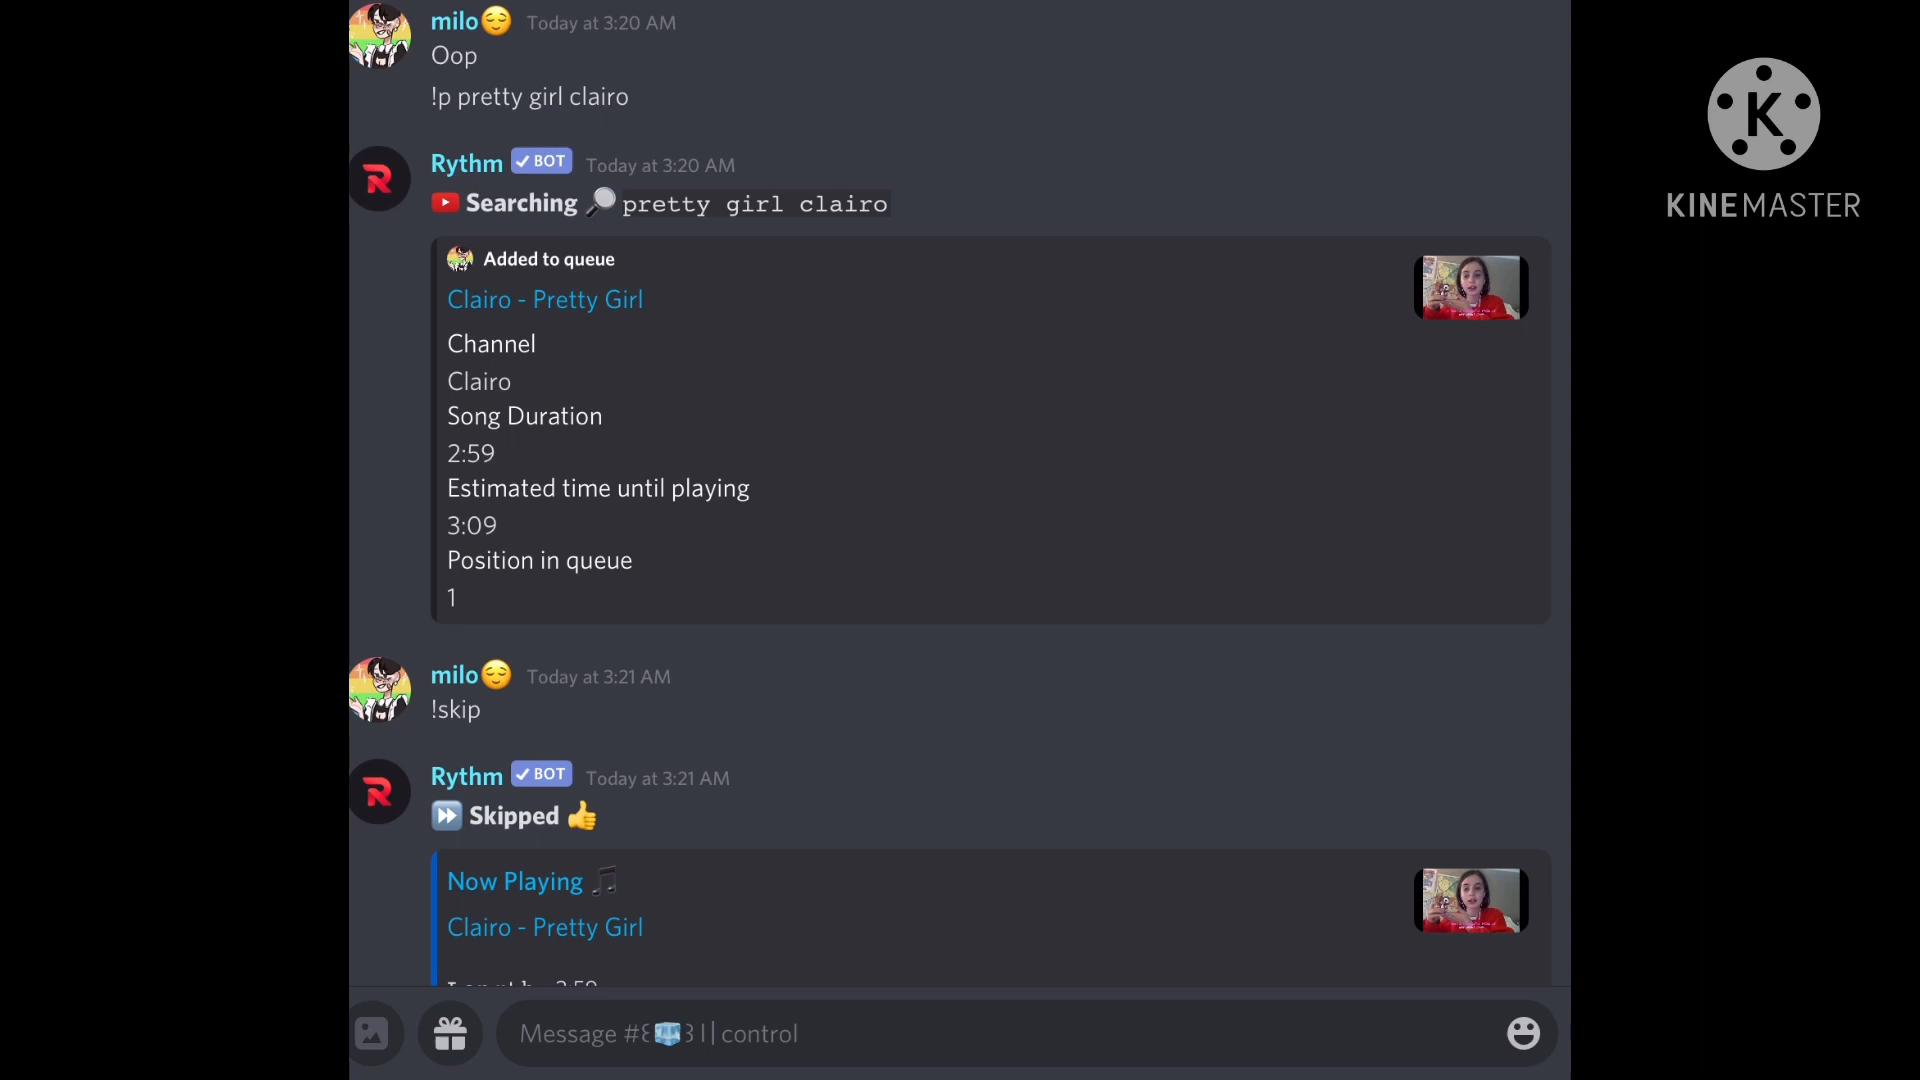 milo😌 Today at 3:20 AM
Oop
!p pretty girl clairo
Rythm ✓ BOT Today at 3:20 AM
Searching 🔎 pretty girl clairo
Added to queue
Clairo - Pretty Girl
Channel
Clairo
Song Duration
2:59
Estimated time until playing
3:09
Position in queue
1
milo😌 Today at 3:21 AM
!skip
Rythm ✓ BOT Today at 3:21 AM
⏩ Skipped 👍
Now Playing 🎵
Clairo - Pretty Girl
Message # 🧊 control
K
KINEMASTER